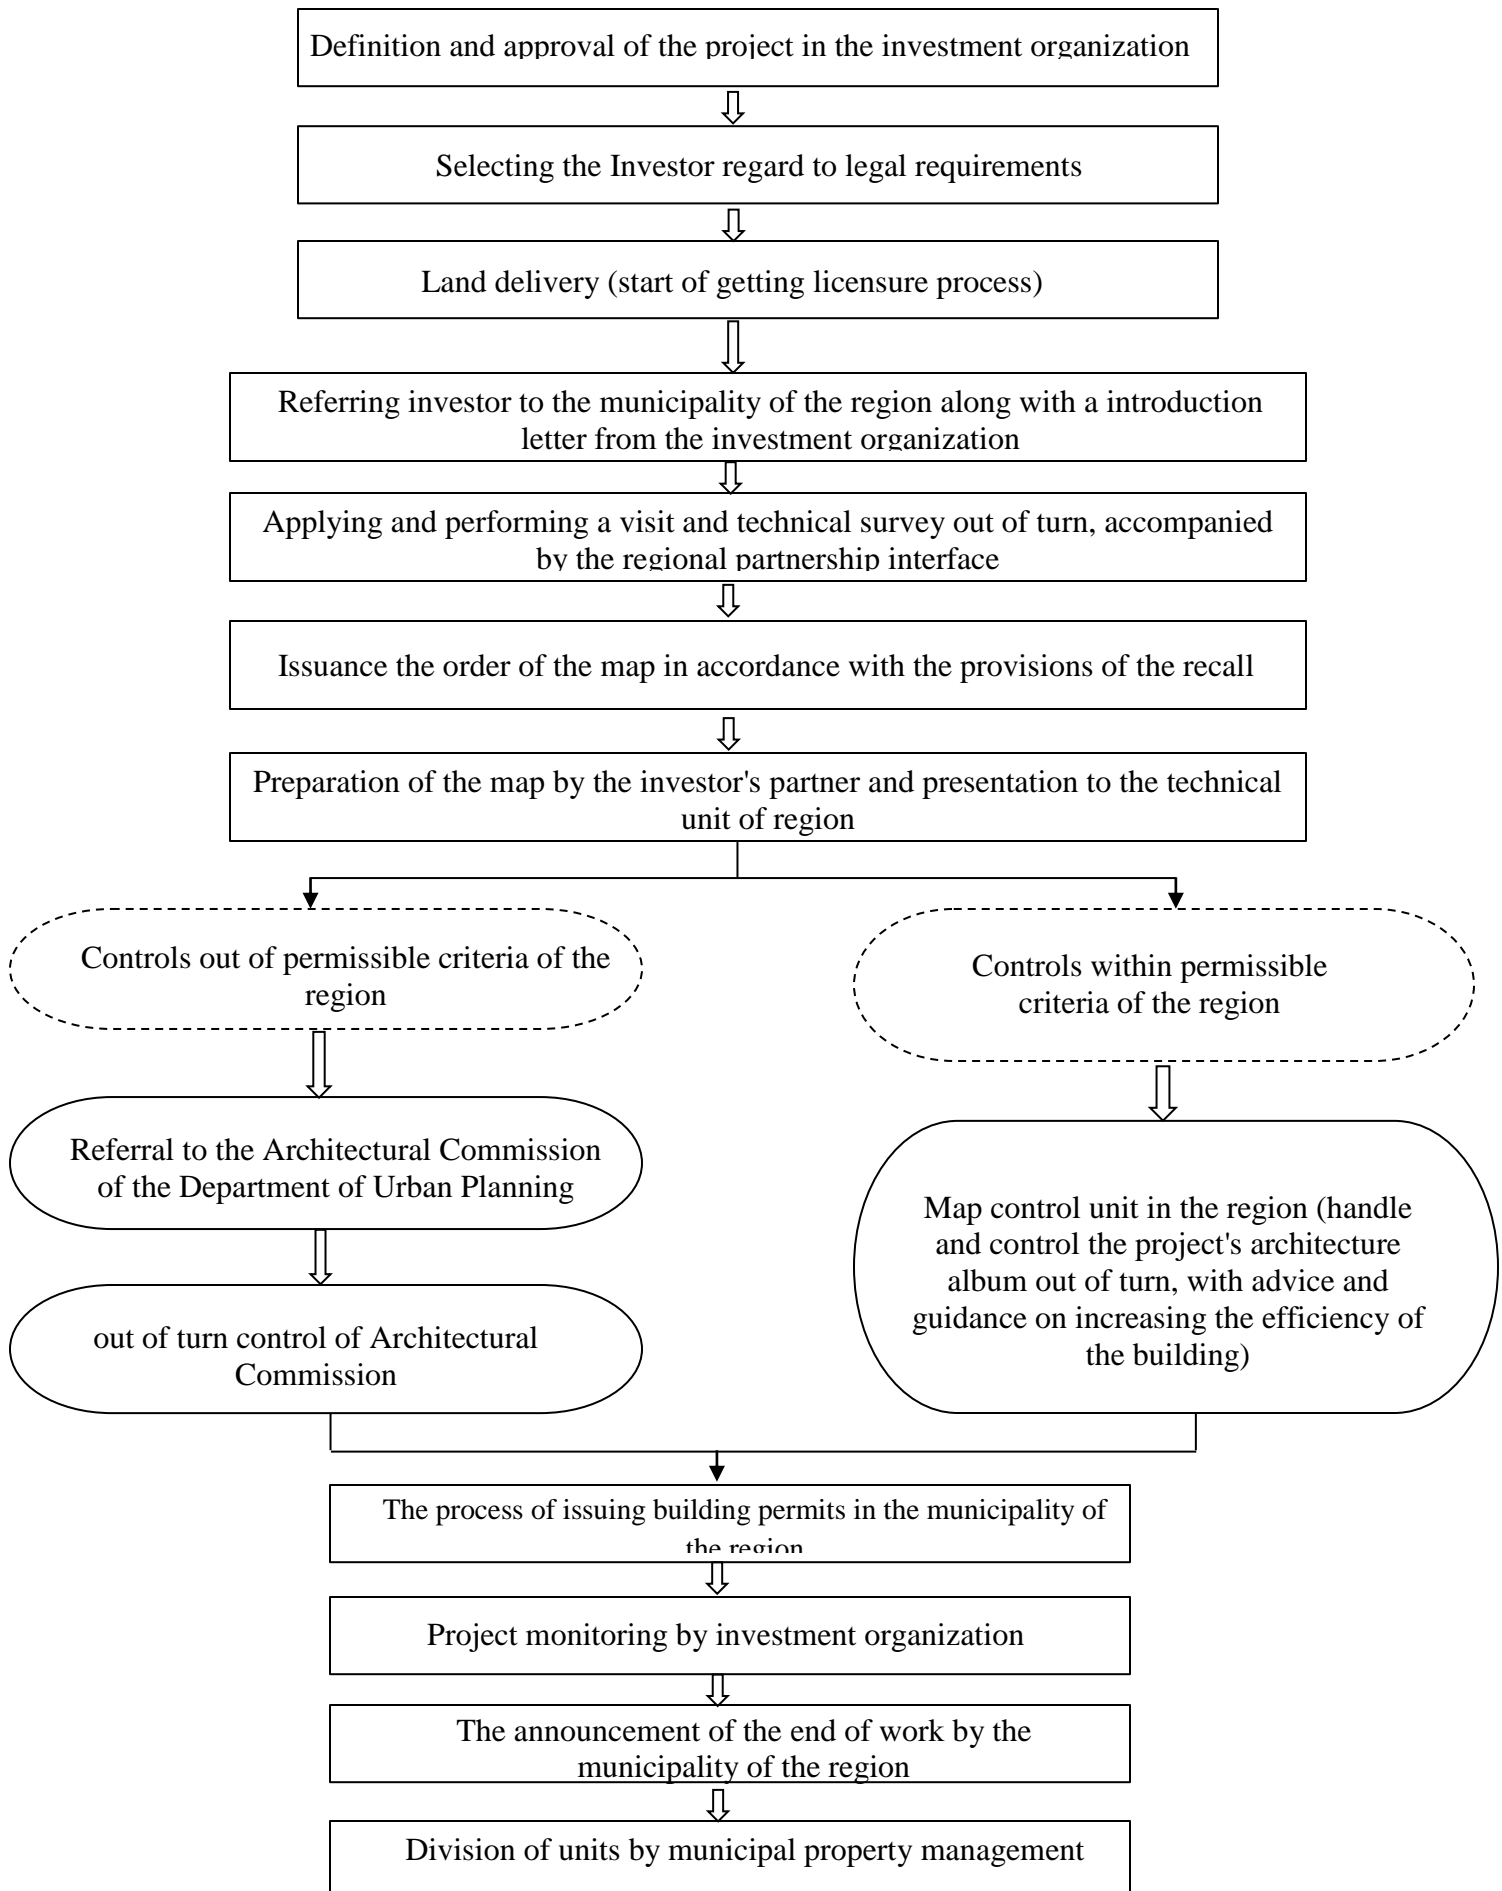 Definition and approval of the project in the investment organization
Selecting the Investor regard to legal requirements
Land delivery (start of getting licensure process)
Referring investor to the municipality of the region along with a introduction
letter from the investment organization
Applying and performing a visit and technical survey out of turn, accompanied
by the regional partnership interface
Issuance the order of the map in accordance with the provisions of the recall
Preparation of the map by the investor's partner and presentation to the technical
unit of region
Controls out of permissible criteria of the
region
Referral to the Architectural Commission
of the Department of Urban Planning
out of turn control of Architectural
Commission
Controls within permissible
criteria of the region
Map control unit in the region (handle
and control the project's architecture
album out of turn, with advice and
guidance on increasing the efficiency of
the building)
The process of issuing building permits in the municipality of
the region
Project monitoring by investment organization
The announcement of the end of work by the
municipality of the region
Division of units by municipal property management